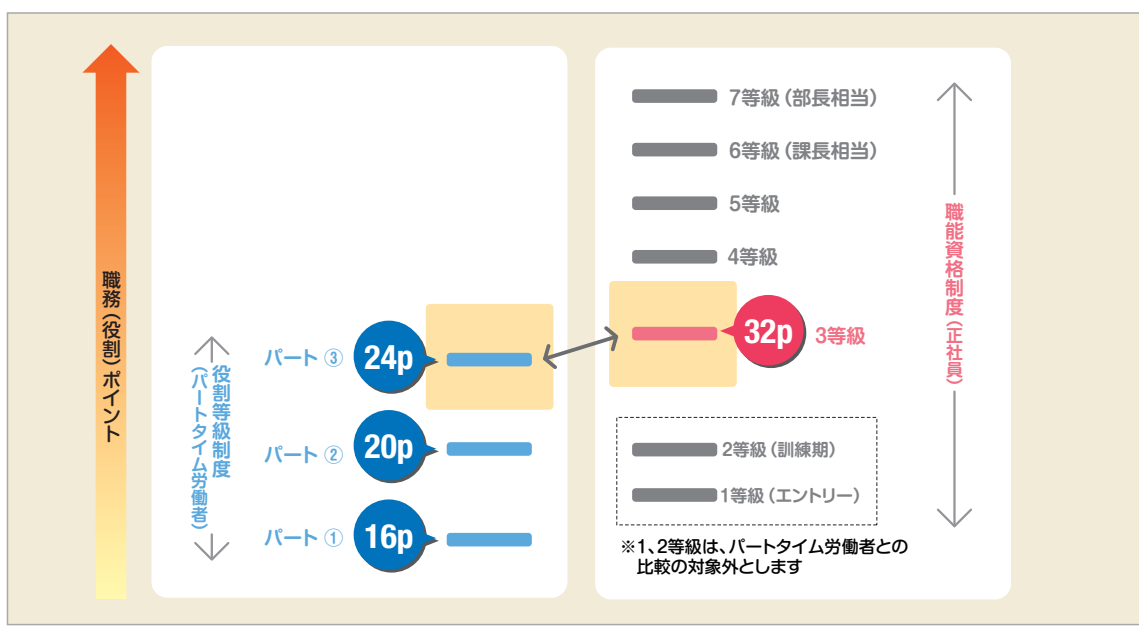 職務（役割）ポイント
役割等級制度
（パートタイム労働者）
パート ③
24p
パート ②
20p
パート ①
16p
7等級（部長相当）
6等級（課長相当）
5等級
4等級
32p
3等級
2等級（訓練期）
1等級（エントリー）
※1、2等級は、パートタイム労働者との
比較の対象外とします
職能資格制度（正社員）